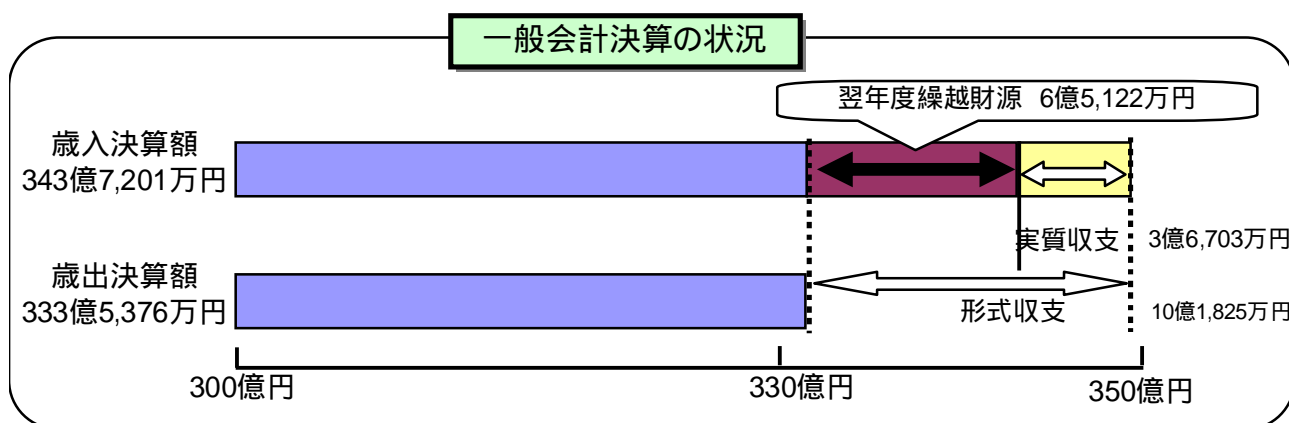 一般会計決算の状況
翌年度繰越財源 6億5,122万円
歳入決算額
343億7,201万円
実質収支 3億6,703万円
歳出決算額
333億5,376万円
形式収支 10億1,825万円
300億円 330億円 350億円